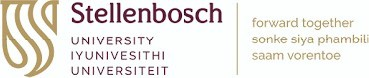 Stellenbosch
UNIVERSITY
IYUNIVESITHI
UNIVERSITEIT
forward together
sonke siya phambili
saam vorentoe